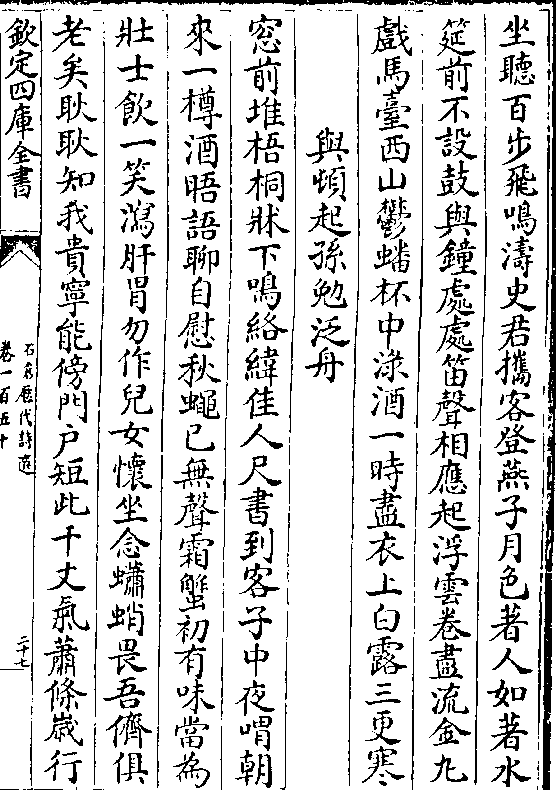 坐聽百步飛鳴濤史君攜客登燕子月色著人如著水
筵前不設鼓與鐘處處笛聲相應起浮雲卷盡流金丸
戲馬臺西山鬱蟠杯中淥酒一時盡衣上白露三更寒
與頓起孫勉泛舟
窓前堆梧桐牀下鳴絡緯佳人尺書到客子中夜喟朝
來一樽酒晤語聊自慰秋蠅已無聲霜蟹初有味當為
壯士飲一笑瀉肝胃勿作兒女懷坐念蠨蛸畏吾儕俱
老矣耿耿知我貴寧能傍門户短此千丈氣蕭條嵗行
欽定四庫全書
石倉歷代詩選
卷一百五十
二十七